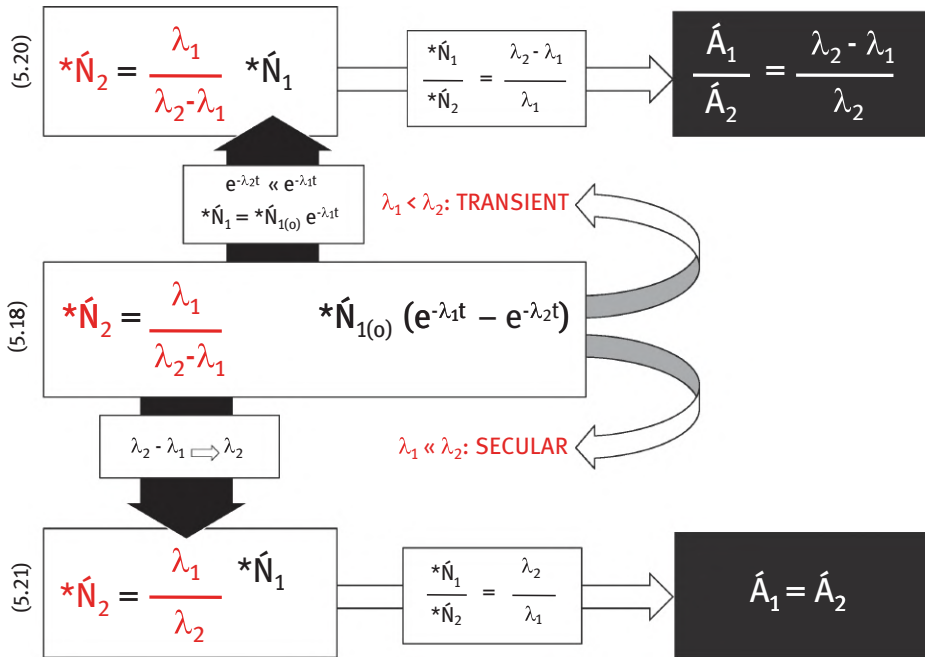 (5.20)
*Ń₂ = λ₁ / (λ₂-λ₁) *Ń₁
*Ń₁ / *Ń₂ = (λ₂ - λ₁) / λ₁
Á₁ / Á₂ = (λ₂ - λ₁) / λ₂
e^-λ₂t « e^-λ₁t
*Ń₁ = *Ń₁₍ₒ₎ e^-λ₁t
λ₁ < λ₂: TRANSIENT
(5.18)
*Ń₂ = λ₁ / (λ₂-λ₁) *Ń₁₍ₒ₎ (e^-λ₁t – e^-λ₂t)
λ₂ - λ₁ ⇨ λ₂
λ₁ « λ₂: SECULAR
(5.21)
*Ń₂ = λ₁ / λ₂ *Ń₁
*Ń₁ / *Ń₂ = λ₂ / λ₁
Á₁ = Á₂